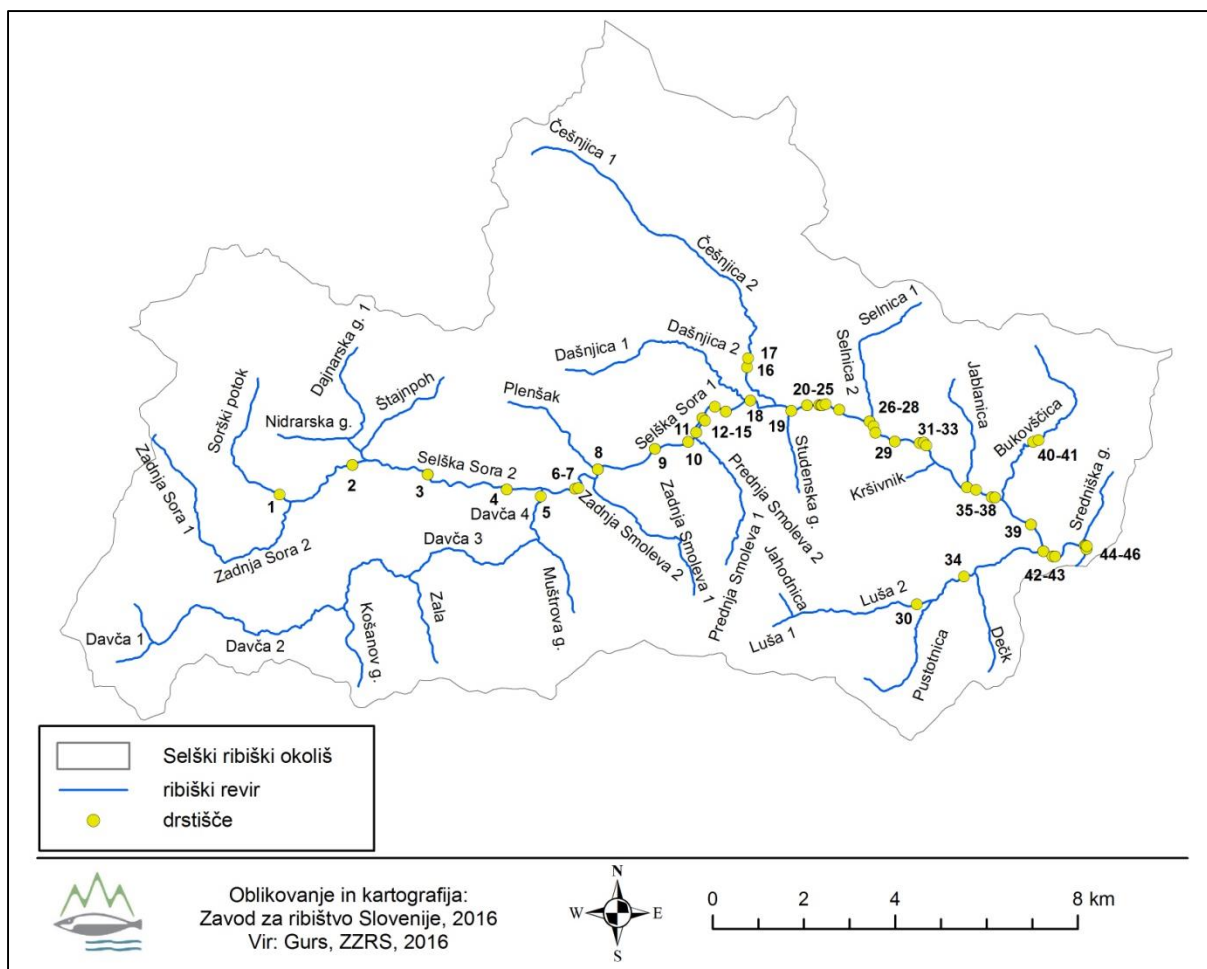 Češnjica 1
Češnjica 2
Selnica 1
Selnica 2
Dašnjica 2
Dašnjica 1
Dajnarska g. 1
Štajnpoh
Sorški potok
Nidrarska g.
Plenšak
Selška Sora 1
17
16
20-25
26-28
Jablanica
Bukovščica
Zadnja Sora 1
18
19
11
12-15
31-33
29
40-41
8
9
10
Studenska g.
Kršivnik
Sredniška g.
2
3
Selška Sora 2
6-7
4
5
Davča 4
1
Zadnja Smoleva 2
Zadnja Smoleva 1
Prednja Smoleva 2
Prednja Smoleva 1
35-38
39
Zadnja Sora 2
Davča 3
44-46
42-43
34
Jahodnica
Luša 2
30
Luša 1
Muštrova g.
Zala
Košanov g.
Davča 1
Davča 2
Pustotnica
Dečk
Selški ribiški okoliš
ribiški revir
drstišče
Oblikovanje in kartografija:
Zavod za ribištvo Slovenije, 2016
Vir: Gurs, ZZRS, 2016
N
W E
S
0 2 4 8 km